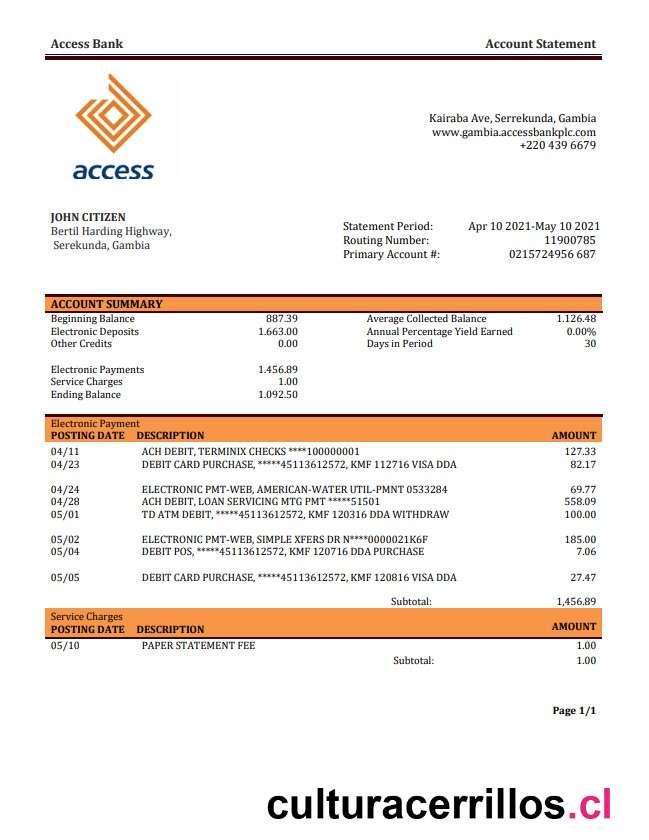 Access Bank Account Statement
access
Kairaba Ave, Serrekunda, Gambia
www.gambia.accessbankplc.com
+220 439 6679
JOHN CITIZEN
Bertil Harding Highway,
Serekunda, Gambia
Statement Period: Apr 10 2021-May 10 2021
Routing Number: 11900785
Primary Account #: 0215724956 687
ACCOUNT SUMMARY
Beginning Balance 887.39 Average Collected Balance 1.126.48
Electronic Deposits 1.663.00 Annual Percentage Yield Earned 0.00%
Other Credits 0.00 Days in Period 30
Electronic Payments 1.456.89
Service Charges 1.00
Ending Balance 1.092.50
Electronic Payment
POSTING DATE DESCRIPTION AMOUNT
04/11 ACH DEBIT, TERMINIX CHECKS ****100000001 127.33
04/23 DEBIT CARD PURCHASE, *****45113612572, KMF 112716 VISA DDA 82.17
04/24 ELECTRONIC PMT-WEB, AMERICAN-WATER UTIL-PMNT 0533284 69.77
04/28 ACH DEBIT, LOAN SERVICING MTG PMT *****51501 558.09
05/01 TD ATM DEBIT, *****45113612572, KMF 120316 DDA WITHDRAW 100.00
05/02 ELECTRONIC PMT-WEB, SIMPLE XFERS DR N****0000021K6F 185.00
05/04 DEBIT POS, *****45113612572, KMF 120716 DDA PURCHASE 7.06
05/05 DEBIT CARD PURCHASE, *****45113612572, KMF 120816 VISA DDA 27.47
Subtotal: 1,456.89
Service Charges
POSTING DATE DESCRIPTION AMOUNT
05/10 PAPER STATEMENT FEE 1.00
Subtotal: 1.00
Page 1/1
culturacerrillos.cl